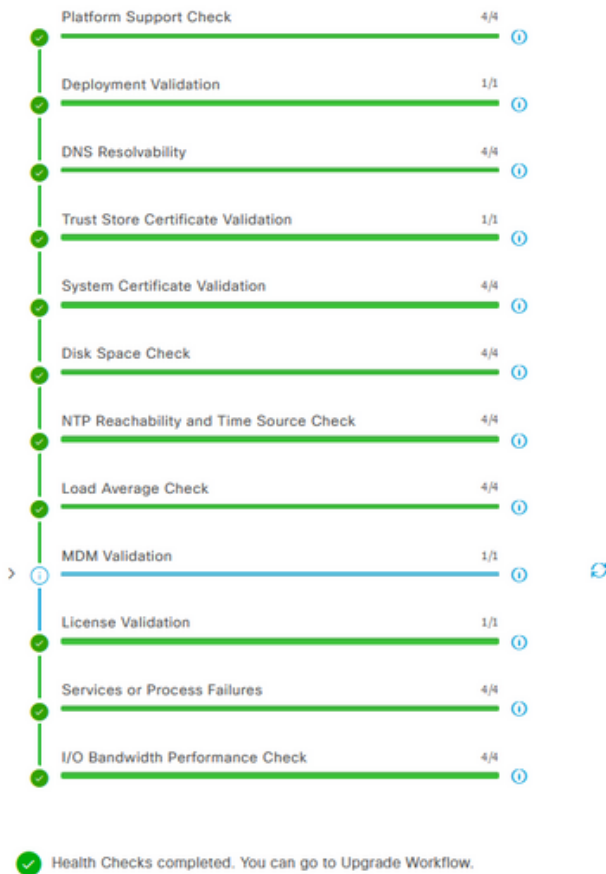 Platform Support Check 4/4
Deployment Validation 1/1
DNS Resolvability 4/4
Trust Store Certificate Validation 1/1
System Certificate Validation 4/4
Disk Space Check 4/4
NTP Reachability and Time Source Check 4/4
Load Average Check 4/4
MDM Validation 1/1
License Validation 1/1
Services or Process Failures 4/4
I/O Bandwidth Performance Check 4/4
Health Checks completed. You can go to Upgrade Workflow.